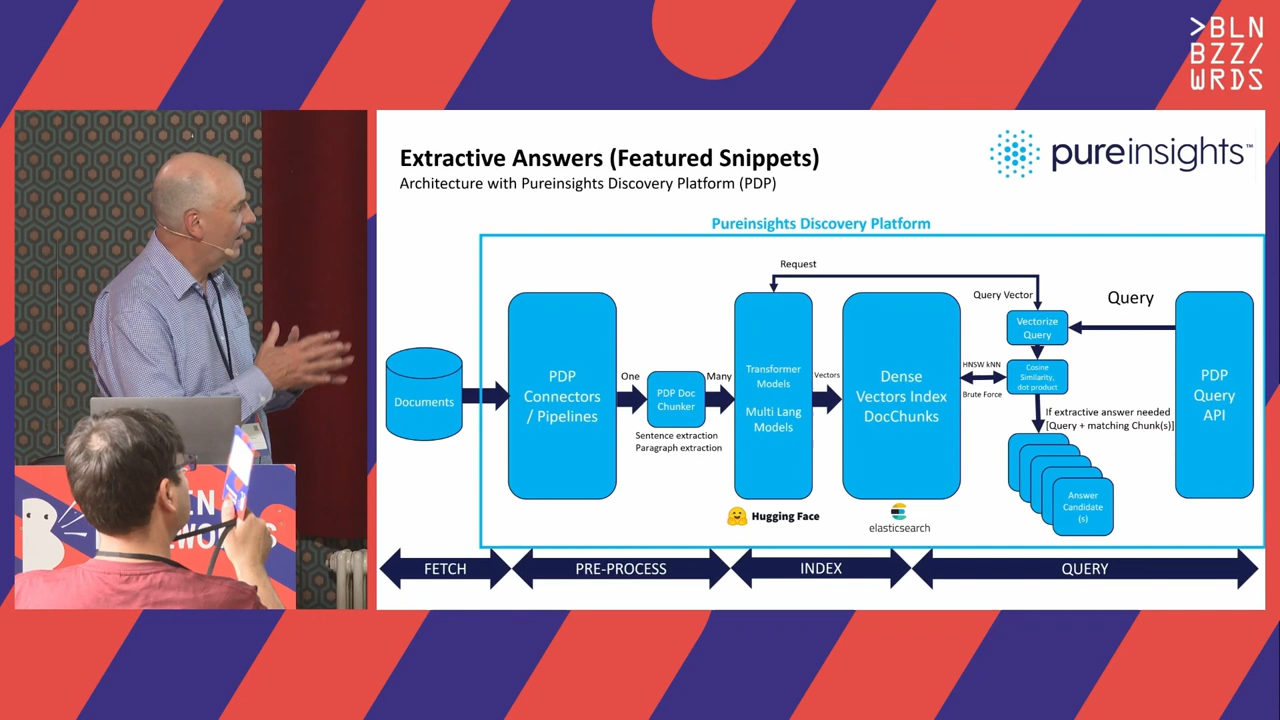 >BLN
BZZ/
WRDS
Extractive Answers (Featured Snippets)
Architecture with Pureinsights Discovery Platform (PDP)
pureinsights™
Pureinsights Discovery Platform
Request
Query Vector
Query
Documents
PDP
Connectors
/ Pipelines
One
PDP Doc
Chunker
Many
Sentence extraction
Paragraph extraction
Transformer
Models
Multi Lang
Models
Vectors
Dense
Vectors Index
DocChunks
Vectorize
Query
HNSW kNN
Brute Force
Cosine
Similarity,
dot product
If extractive answer needed
[Query + matching Chunk(s)]
Answer
Candidate
(s)
PDP
Query
API
Hugging Face
elasticsearch
FETCH
PRE-PROCESS
INDEX
QUERY